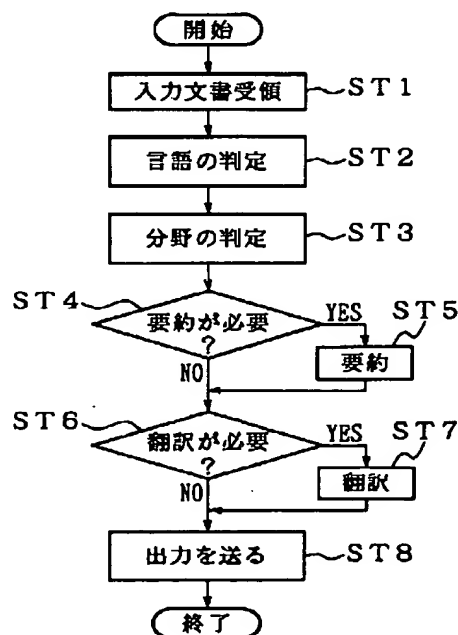 開始
入力文書受領
ST1
言語の判定
ST2
分野の判定
ST3
ST4
要約が必要
?
YES
ST5
要約
NO
ST6
翻訳が必要
?
YES
ST7
翻訳
NO
出力を送る
ST8
終了